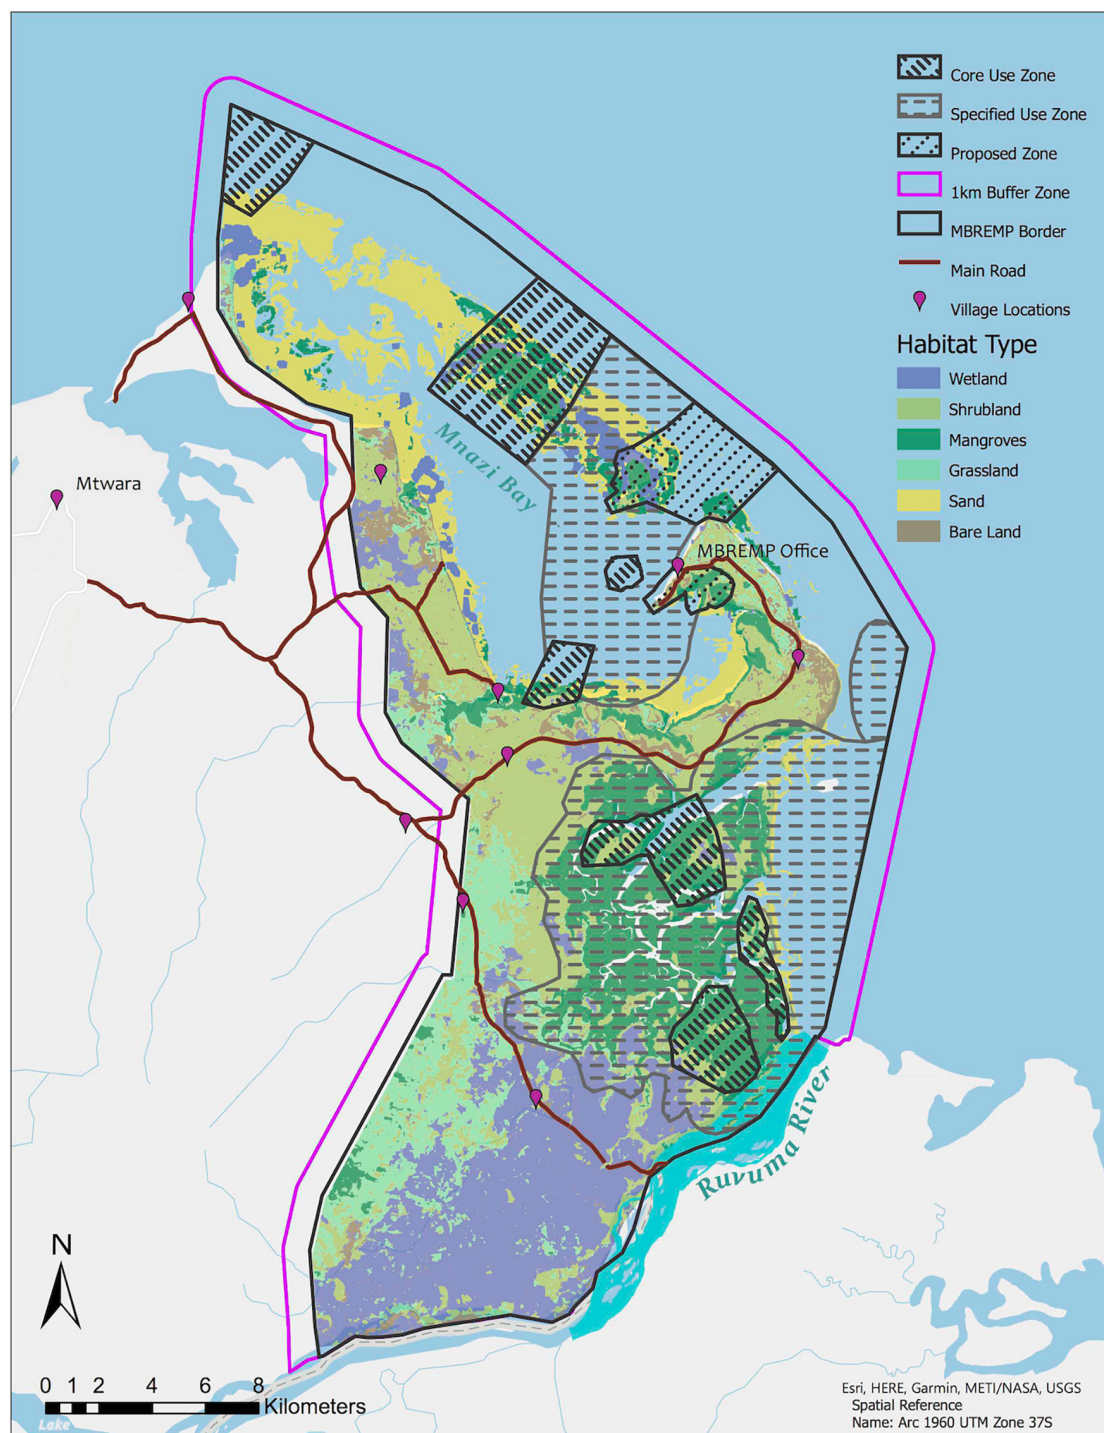 Core Use Zone
Specified Use Zone
Proposed Zone
1km Buffer Zone
MBREMP Border
Main Road
Village Locations
Habitat Type
Wetland
Shrubland
Mangroves
Grassland
Sand
Bare Land
Mnazi Bay
Mtwara
MBREMP Office
Ruvuma River
N
0 1 2 4 6 8
Kilometers
Lake
Esri, HERE, Garmin, METI/NASA, USGS
Spatial Reference
Name: Arc 1960 UTM Zone 37S